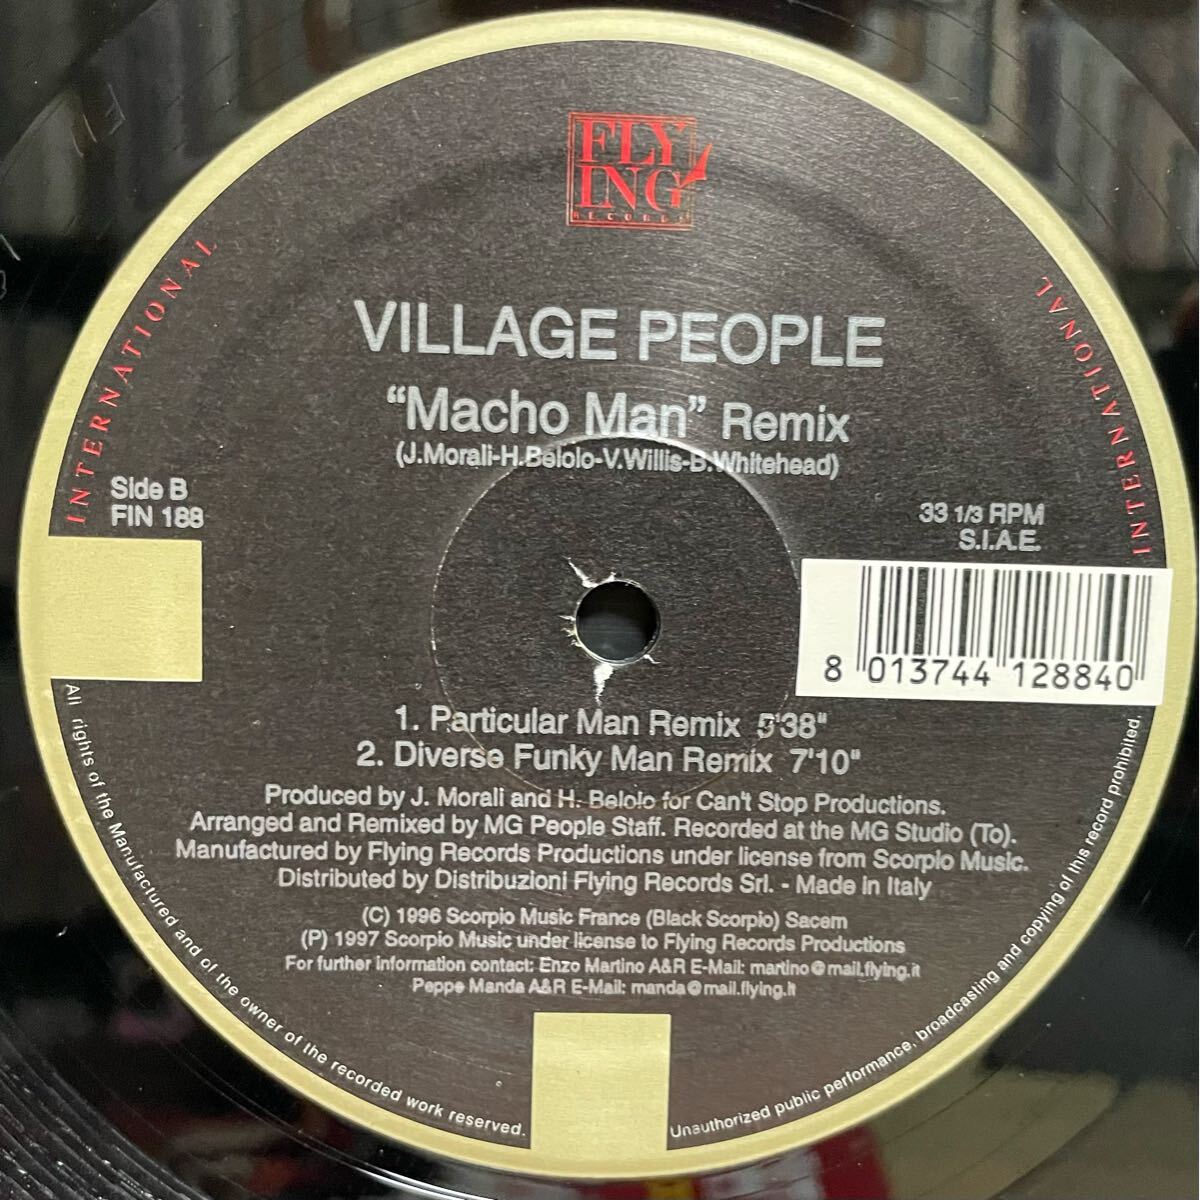 FLY
ING
RECORDS
INTERNATIONAL
INTERNATIONAL
VILLAGE PEOPLE
“Macho Man” Remix
(J.Morali-H.Belolo-V.Willis-B.Whitehead)
Side B
FIN 188
33 1/3 RPM
S.I.A.E.
8 013744 128840
1. Particular Man Remix 5'38"
2. Diverse Funky Man Remix 7'10"
Produced by J. Morali and H. Belolo for Can't Stop Productions.
Arranged and Remixed by MG People Staff. Recorded at the MG Studio (To).
Manufactured by Flying Records Productions under license from Scorpio Music.
Distributed by Distribuzioni Flying Records Srl. - Made in Italy
(C) 1996 Scorpio Music France (Black Scorpio) Sacem
(P) 1997 Scorpio Music under license to Flying Records Productions
For further information contact: Enzo Martino A&R E-Mail: martino@mail.flying.it
Peppe Manda A&R E-Mail: manda@mail.flying.it
All rights of the Manufactured and of the owner of the recorded work reserved.
Unauthorized public performance, broadcasting and copying of this record prohibited.